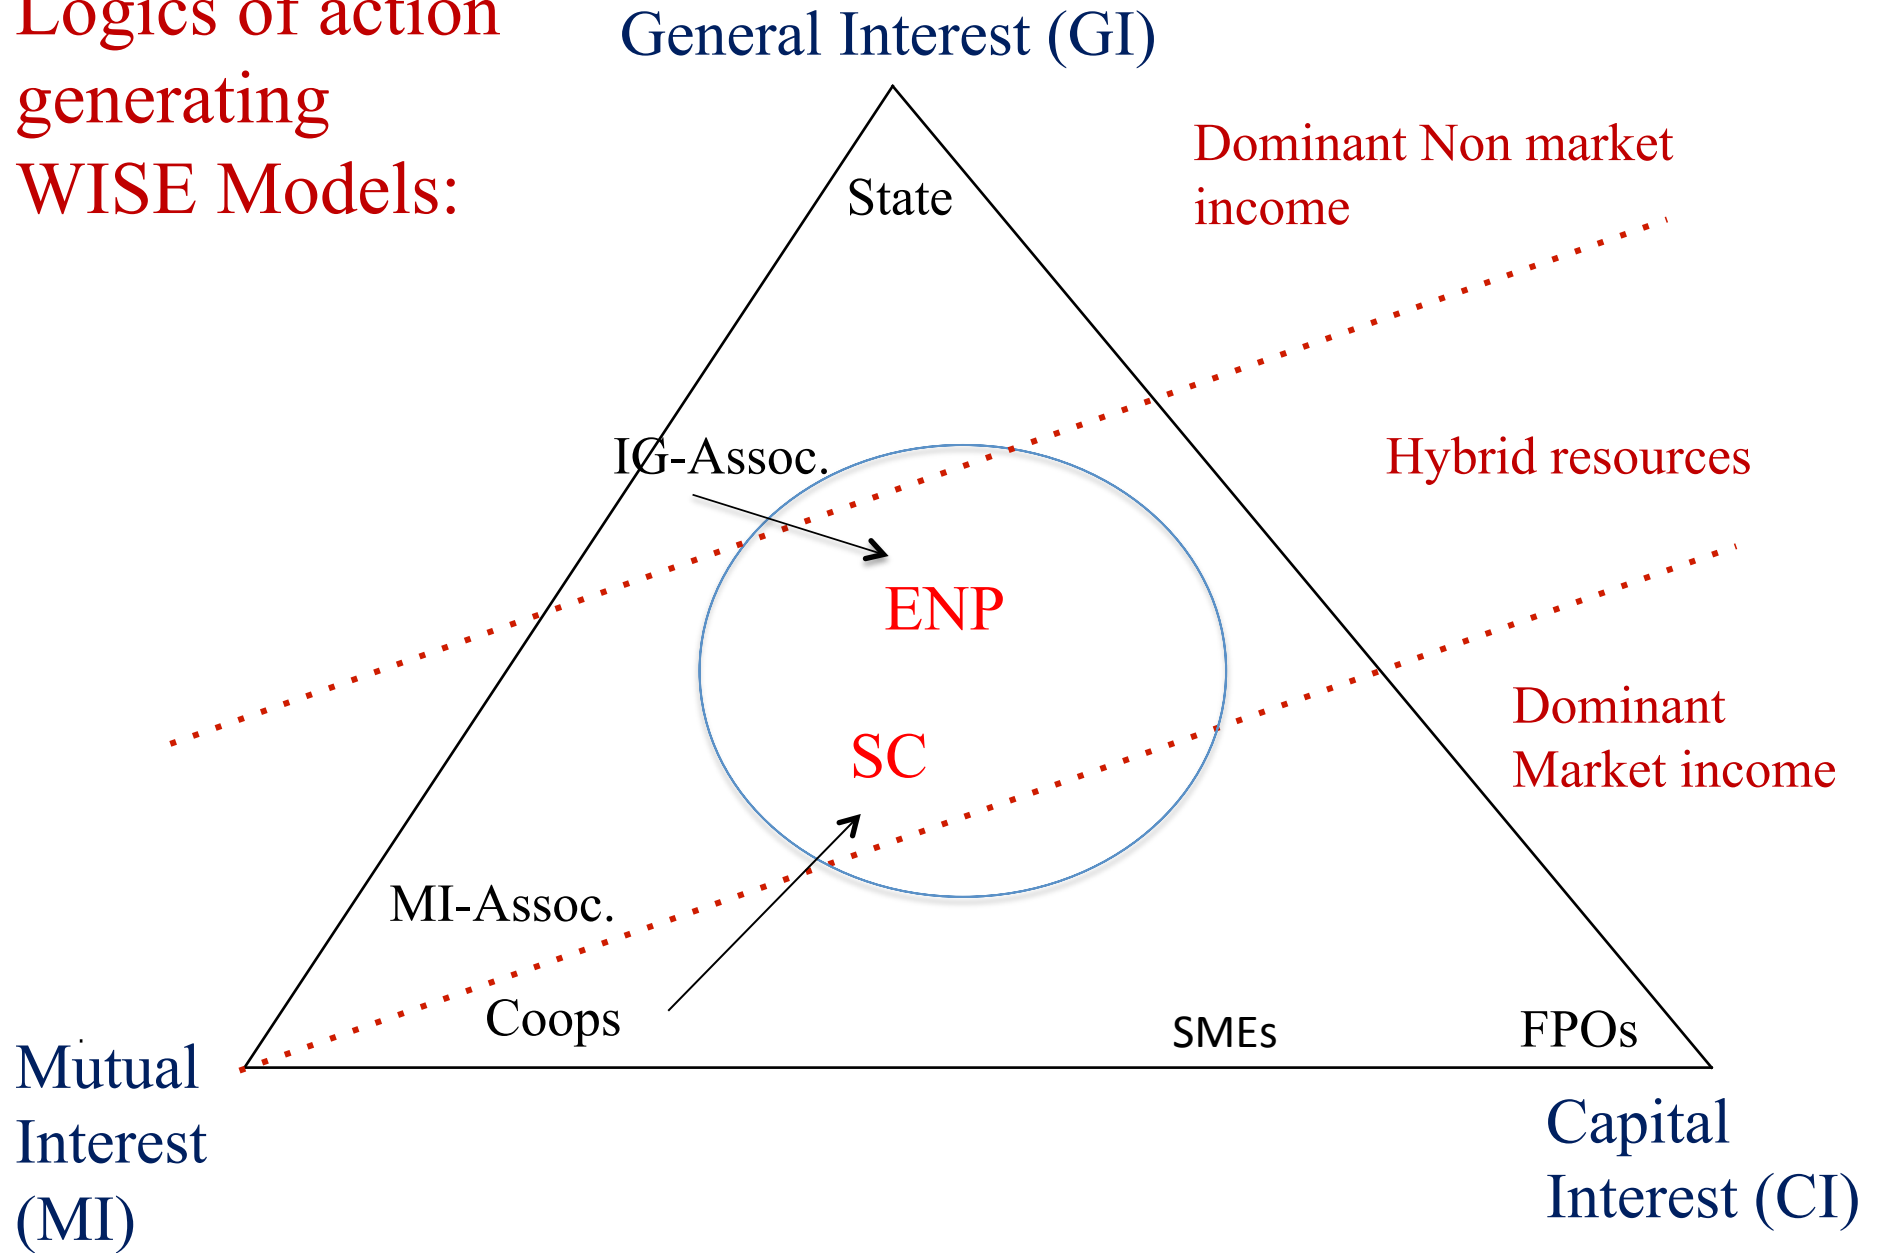 Logics of action
generating
WISE Models:
General Interest (GI)
Dominant Non market
income
State
IG-Assoc.
Hybrid resources
ENP
SC
Dominant
Market income
MI-Assoc.
Coops
SMEs
FPOs
Mutual
Interest
(MI)
Capital
Interest (CI)